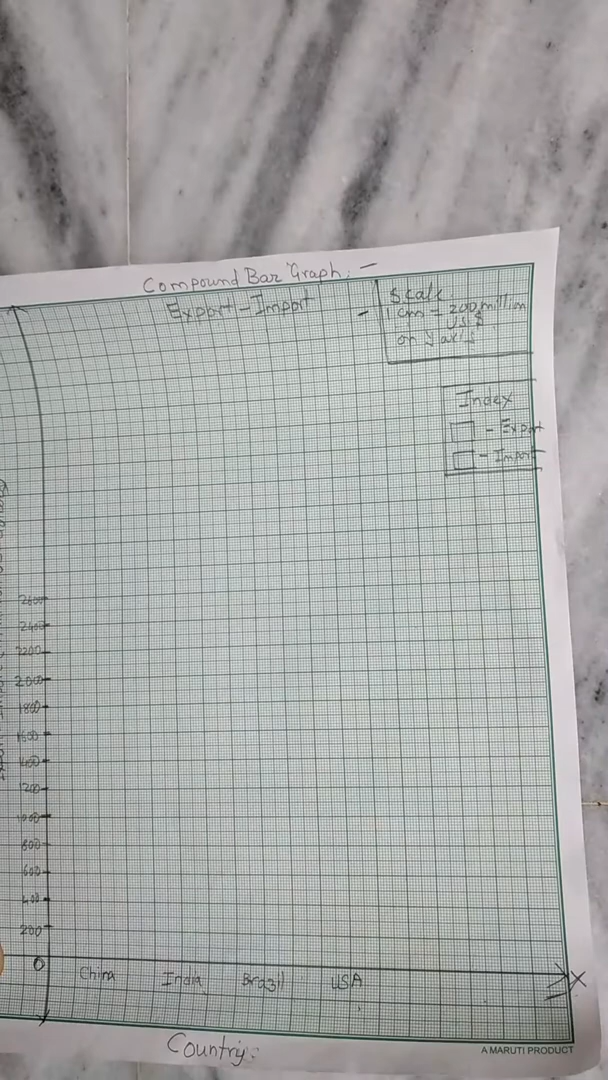 Compound Bar Graph: -
Export - Import -
Scale
1 cm = 200 million
US $
on y axis
Index
- Export
- Import
2600
2400
2200
2000
1800
1600
1400
1200
1000
800
600
400
200
0
China India Brazil USA
X
Country:
A MARUTI PRODUCT